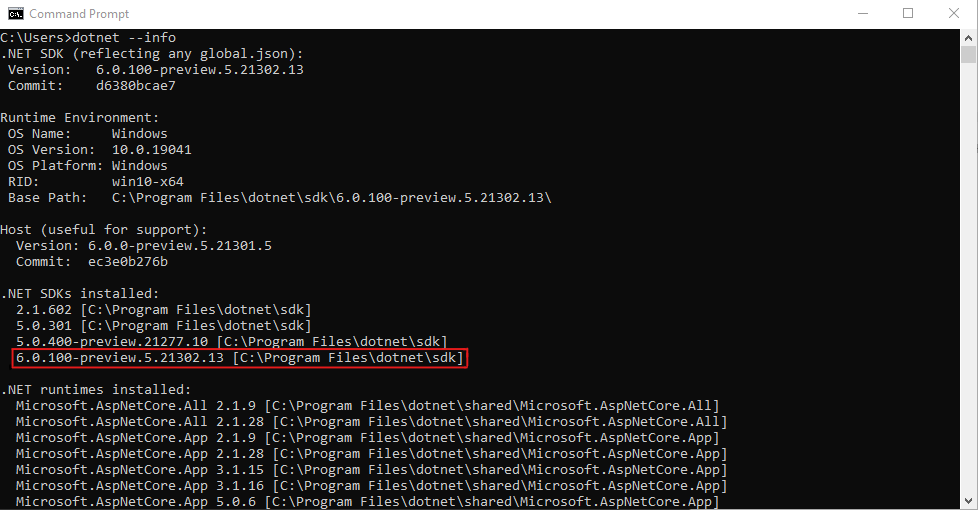 Command Prompt
C:\Users>dotnet --info
.NET SDK (reflecting any global.json):
 Version:   6.0.100-preview.5.21302.13
 Commit:    d6380bcae7

Runtime Environment:
 OS Name:     Windows
 OS Version:  10.0.19041
 OS Platform: Windows
 RID:         win10-x64
 Base Path:   C:\Program Files\dotnet\sdk\6.0.100-preview.5.21302.13\

Host (useful for support):
  Version: 6.0.0-preview.5.21301.5
  Commit:  ec3e0b276b

.NET SDKs installed:
  2.1.602 [C:\Program Files\dotnet\sdk]
  5.0.301 [C:\Program Files\dotnet\sdk]
  5.0.400-preview.21277.10 [C:\Program Files\dotnet\sdk]
  6.0.100-preview.5.21302.13 [C:\Program Files\dotnet\sdk]

.NET runtimes installed:
  Microsoft.AspNetCore.All 2.1.9 [C:\Program Files\dotnet\shared\Microsoft.AspNetCore.All]
  Microsoft.AspNetCore.All 2.1.28 [C:\Program Files\dotnet\shared\Microsoft.AspNetCore.All]
  Microsoft.AspNetCore.App 2.1.9 [C:\Program Files\dotnet\shared\Microsoft.AspNetCore.App]
  Microsoft.AspNetCore.App 2.1.28 [C:\Program Files\dotnet\shared\Microsoft.AspNetCore.App]
  Microsoft.AspNetCore.App 3.1.15 [C:\Program Files\dotnet\shared\Microsoft.AspNetCore.App]
  Microsoft.AspNetCore.App 3.1.16 [C:\Program Files\dotnet\shared\Microsoft.AspNetCore.App]
  Microsoft.AspNetCore.App 5.0.6 [C:\Program Files\dotnet\shared\Microsoft.AspNetCore.App]